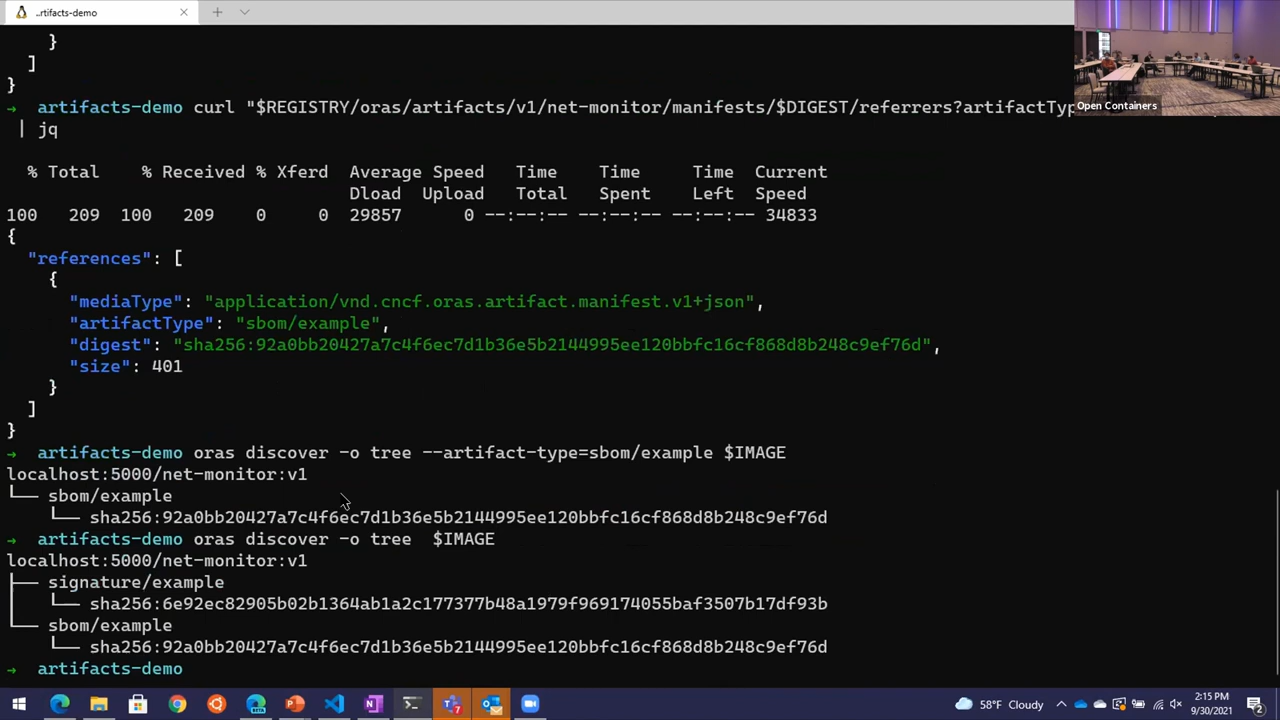 ..rtifacts-demo
}
]
}
→ artifacts-demo curl "$REGISTRY/oras/artifacts/v1/net-monitor/manifests/$DIGEST/referrers?artifactTyp
| jq
% Total % Received % Xferd Average Speed Time Time Time Current
Dload Upload Total Spent Left Speed
100 209 100 209 0 0 29857 0 --:--:-- --:--:-- --:--:-- 34833
{
"references": [
{
"mediaType": "application/vnd.cncf.oras.artifact.manifest.v1+json",
"artifactType": "sbom/example",
"digest": "sha256:92a0bb20427a7c4f6ec7d1b36e5b2144995ee120bbfc16cf868d8b248c9ef76d",
"size": 401
}
]
}
→ artifacts-demo oras discover -o tree --artifact-type=sbom/example $IMAGE
localhost:5000/net-monitor:v1
└── sbom/example
└── sha256:92a0bb20427a7c4f6ec7d1b36e5b2144995ee120bbfc16cf868d8b248c9ef76d
→ artifacts-demo oras discover -o tree $IMAGE
localhost:5000/net-monitor:v1
├── signature/example
│ └── sha256:6e92ec82905b02b1364ab1a2c177377b48a1979f969174055baf3507b17df93b
└── sbom/example
└── sha256:92a0bb20427a7c4f6ec7d1b36e5b2144995ee120bbfc16cf868d8b248c9ef76d
→ artifacts-demo
Open Containers
58°F Cloudy
2:15 PM
9/30/2021
2